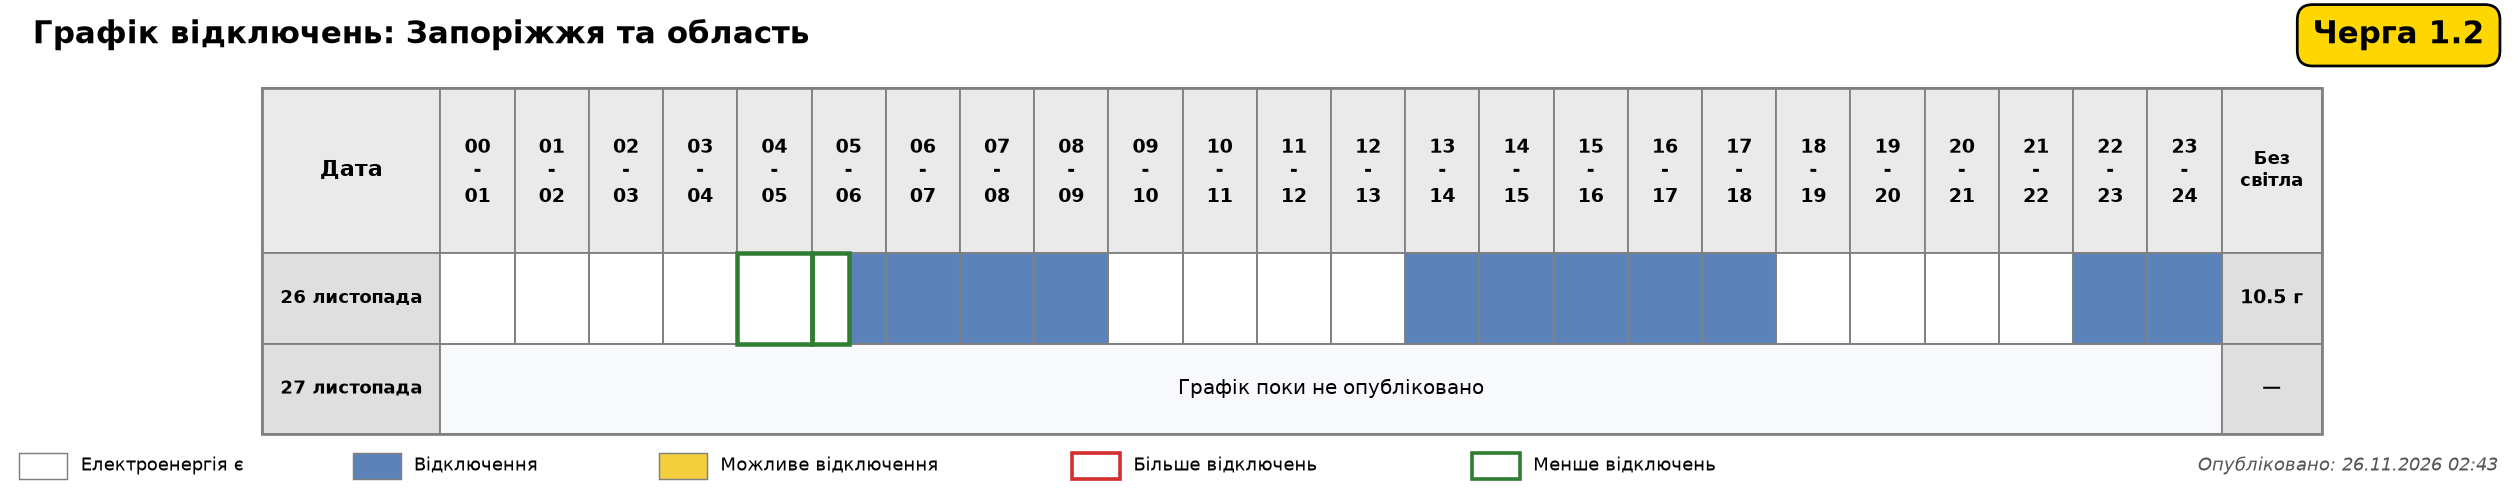 Графік відключень: Запоріжжя та область
Черга 1.2
Дата 00 - 01 01 - 02 02 - 03 03 - 04 04 - 05 05 - 06 06 - 07 07 - 08 08 - 09 09 - 10 10 - 11 11 - 12 12 - 13 13 - 14 14 - 15 15 - 16 16 - 17 17 - 18 18 - 19 19 - 20 20 - 21 21 - 22 22 - 23 23 - 24 Без світла
26 листопада 10.5 г
27 листопада Графік поки не опубліковано —
Електроенергія є Відключення Можливе відключення Більше відключень Менше відключень Опубліковано: 26.11.2026 02:43